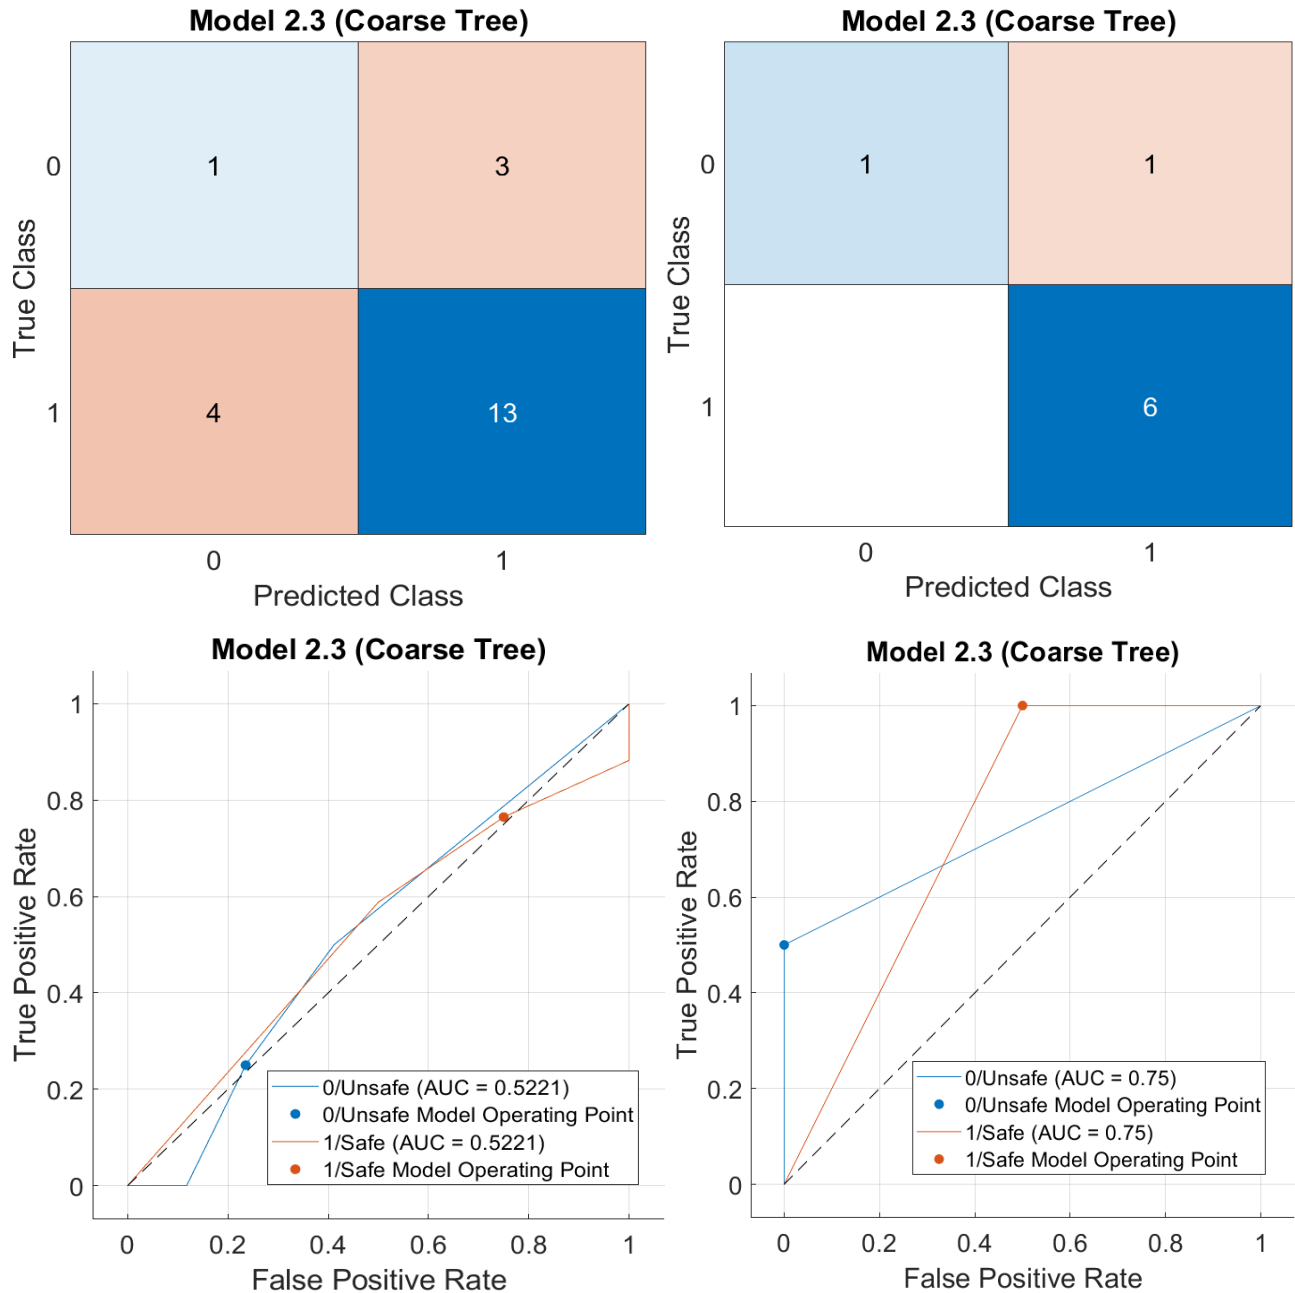 Model 2.3 (Coarse Tree)
0
1
3
1
4
13
0
1
True Class
Predicted Class
Model 2.3 (Coarse Tree)
0
1
1
1
6
0
1
True Class
Predicted Class
Model 2.3 (Coarse Tree)
1
0.8
0.6
0.4
0.2
0
True Positive Rate
0/Unsafe (AUC = 0.5221)
0/Unsafe Model Operating Point
1/Safe (AUC = 0.5221)
1/Safe Model Operating Point
0
0.2
0.4
0.6
0.8
1
False Positive Rate
Model 2.3 (Coarse Tree)
1
0.8
0.6
0.4
0.2
0
True Positive Rate
0/Unsafe (AUC = 0.75)
0/Unsafe Model Operating Point
1/Safe (AUC = 0.75)
1/Safe Model Operating Point
0
0.2
0.4
0.6
0.8
1
False Positive Rate